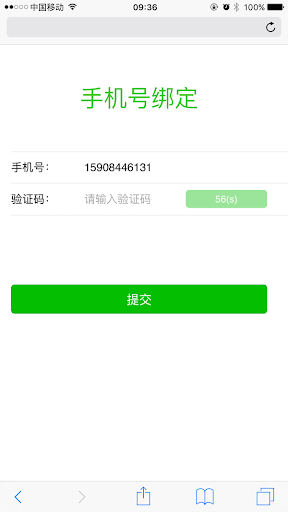 中国移动 09:36 100%
手机号绑定
手机号： 15908446131
验证码： 请输入验证码 56(s)
提交